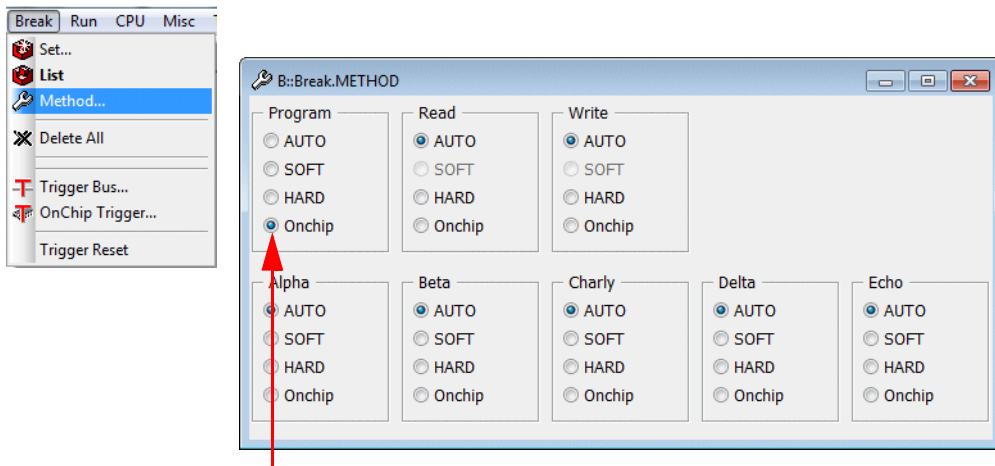 Break Run CPU Misc
Set...
List
Method...
Delete All
Trigger Bus...
OnChip Trigger...
Trigger Reset
B::Break.METHOD
Program Read Write
AUTO AUTO AUTO
SOFT SOFT SOFT
HARD HARD HARD
Onchip Onchip Onchip
Alpha Beta Charly Delta Echo
AUTO AUTO AUTO AUTO AUTO
SOFT SOFT SOFT SOFT SOFT
HARD HARD HARD HARD HARD
Onchip Onchip Onchip Onchip Onchip